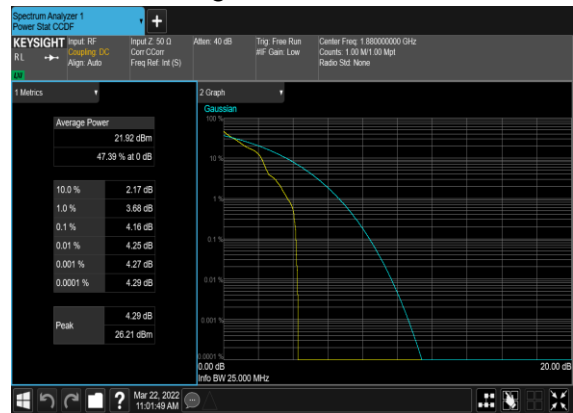 Spectrum Analyzer 1
Power Stat CCDF
+
KEYSIGHT
RL
LW
Input: RF
Coupling: DC
Align: Auto
Input Z: 50 Ω
Corr CCorr
Freq Ref: Int (S)
Atten: 40 dB
Trig: Free Run
#IF Gain: Low
Center Freq: 1.880000000 GHz
Counts: 1.00 M/1.00 Mpt
Radio Std: None
1 Metrics
Average Power
21.92 dBm
47.39 % at 0 dB
10.0 % 2.17 dB
1.0 % 3.68 dB
0.1 % 4.16 dB
0.01 % 4.25 dB
0.001 % 4.27 dB
0.0001 % 4.29 dB
Peak 4.29 dB
26.21 dBm
2 Graph
Gaussian
100 %
10 %
1 %
0.1 %
0.01 %
0.001 %
0.0001 %
0.00 dB 20.00 dB
Info BW 25.000 MHz
?
Mar 22, 2022
11:01:49 AM